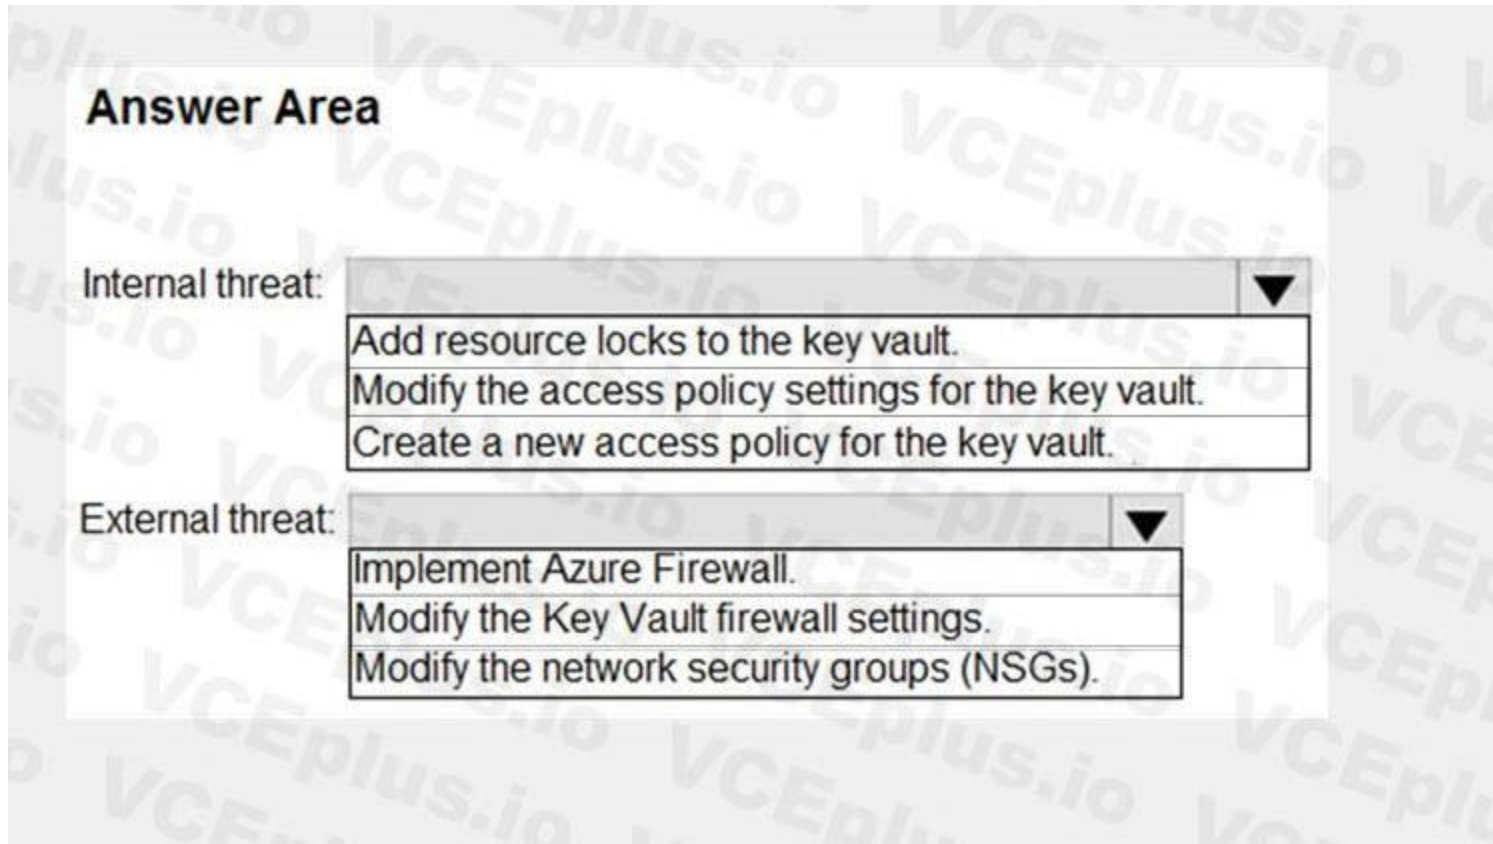 Answer Area
Internal threat:
Add resource locks to the key vault.
Modify the access policy settings for the key vault.
Create a new access policy for the key vault.
External threat:
Implement Azure Firewall.
Modify the Key Vault firewall settings.
Modify the network security groups (NSGs).
VCEplus.io